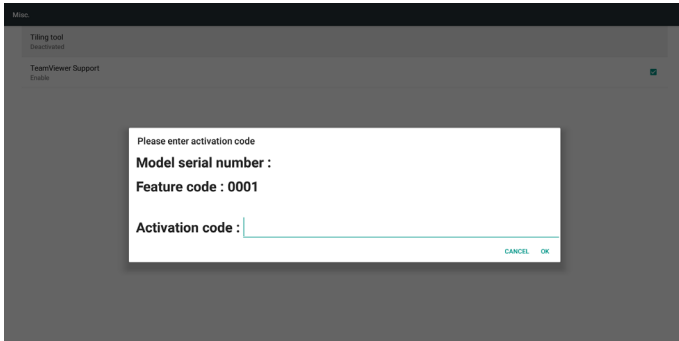 Misc.
Tiling tool
Deactivated
TeamViewer Support
Enable
Please enter activation code
Model serial number :
Feature code : 0001
Activation code :
CANCEL OK